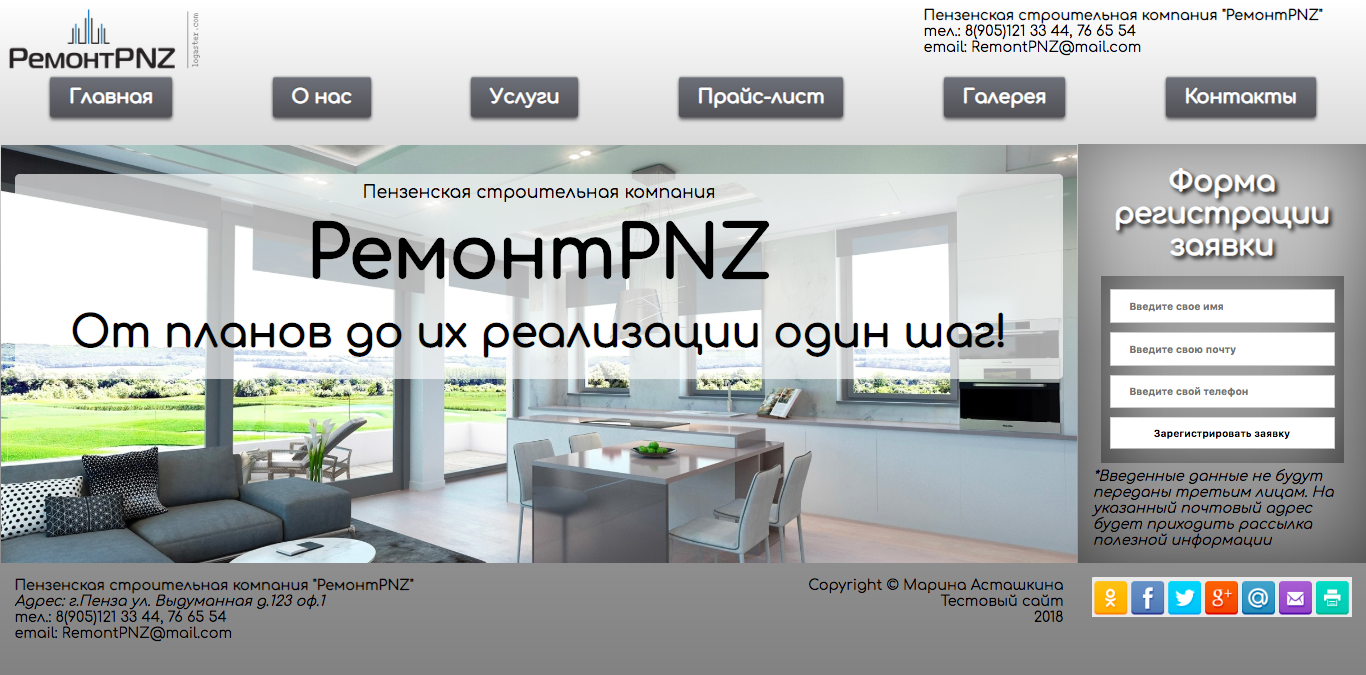 РемонтPNZ
logaster.com
Пензенская строительная компания "РемонтPNZ"
тел.: 8(905)121 33 44, 76 65 54
email: RemontPNZ@mail.com
Главная
О нас
Услуги
Прайс-лист
Галерея
Контакты
Пензенская строительная компания
РемонтPNZ
От планов до их реализации один шаг!
Форма
регистрации
заявки
Введите свое имя
Введите свою почту
Введите свой телефон
Зарегистрировать заявку
*Введенные данные не будут
переданы третьим лицам. На
указанный почтовый адрес
будет приходить рассылка
полезной информации
Пензенская строительная компания "РемонтPNZ"
Адрес: г.Пенза ул. Выдуманная д.123 оф.1
тел.: 8(905)121 33 44, 76 65 54
email: RemontPNZ@mail.com
Copyright © Марина Асташкина
Тестовый сайт
2018